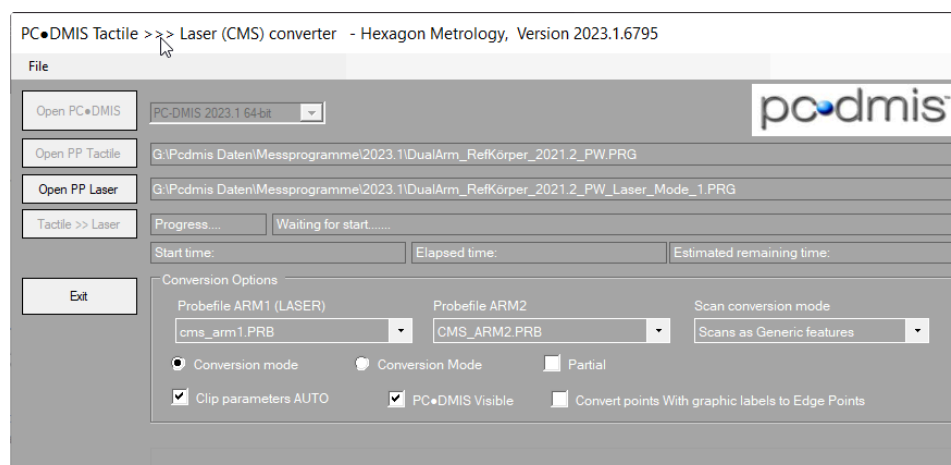 PC●DMIS Tactile >>> Laser (CMS) converter - Hexagon Metrology, Version 2023.1.6795
File
Open PC●DMIS PC-DMIS 2023.1 64-bit pc dmis
Open PP Tactile G:\Pcdmis Daten\Messprogramme\2023.1\DualArm_RefKörper_2021.2_PW.PRG
Open PP Laser G:\Pcdmis Daten\Messprogramme\2023.1\DualArm_RefKörper_2021.2_PW_Laser_Mode_1.PRG
Tactile >> Laser Progress.... Waiting for start.......
Start time: Elapsed time: Estimated remaining time:
Conversion Options
Exit
Probefile ARM1 (LASER) Probefile ARM2 Scan conversion mode
cms_arm1.PRB CMS_ARM2.PRB Scans as Generic features
Conversion mode Conversion Mode Partial
Clip parameters AUTO PC●DMIS Visible Convert points With graphic labels to Edge Points